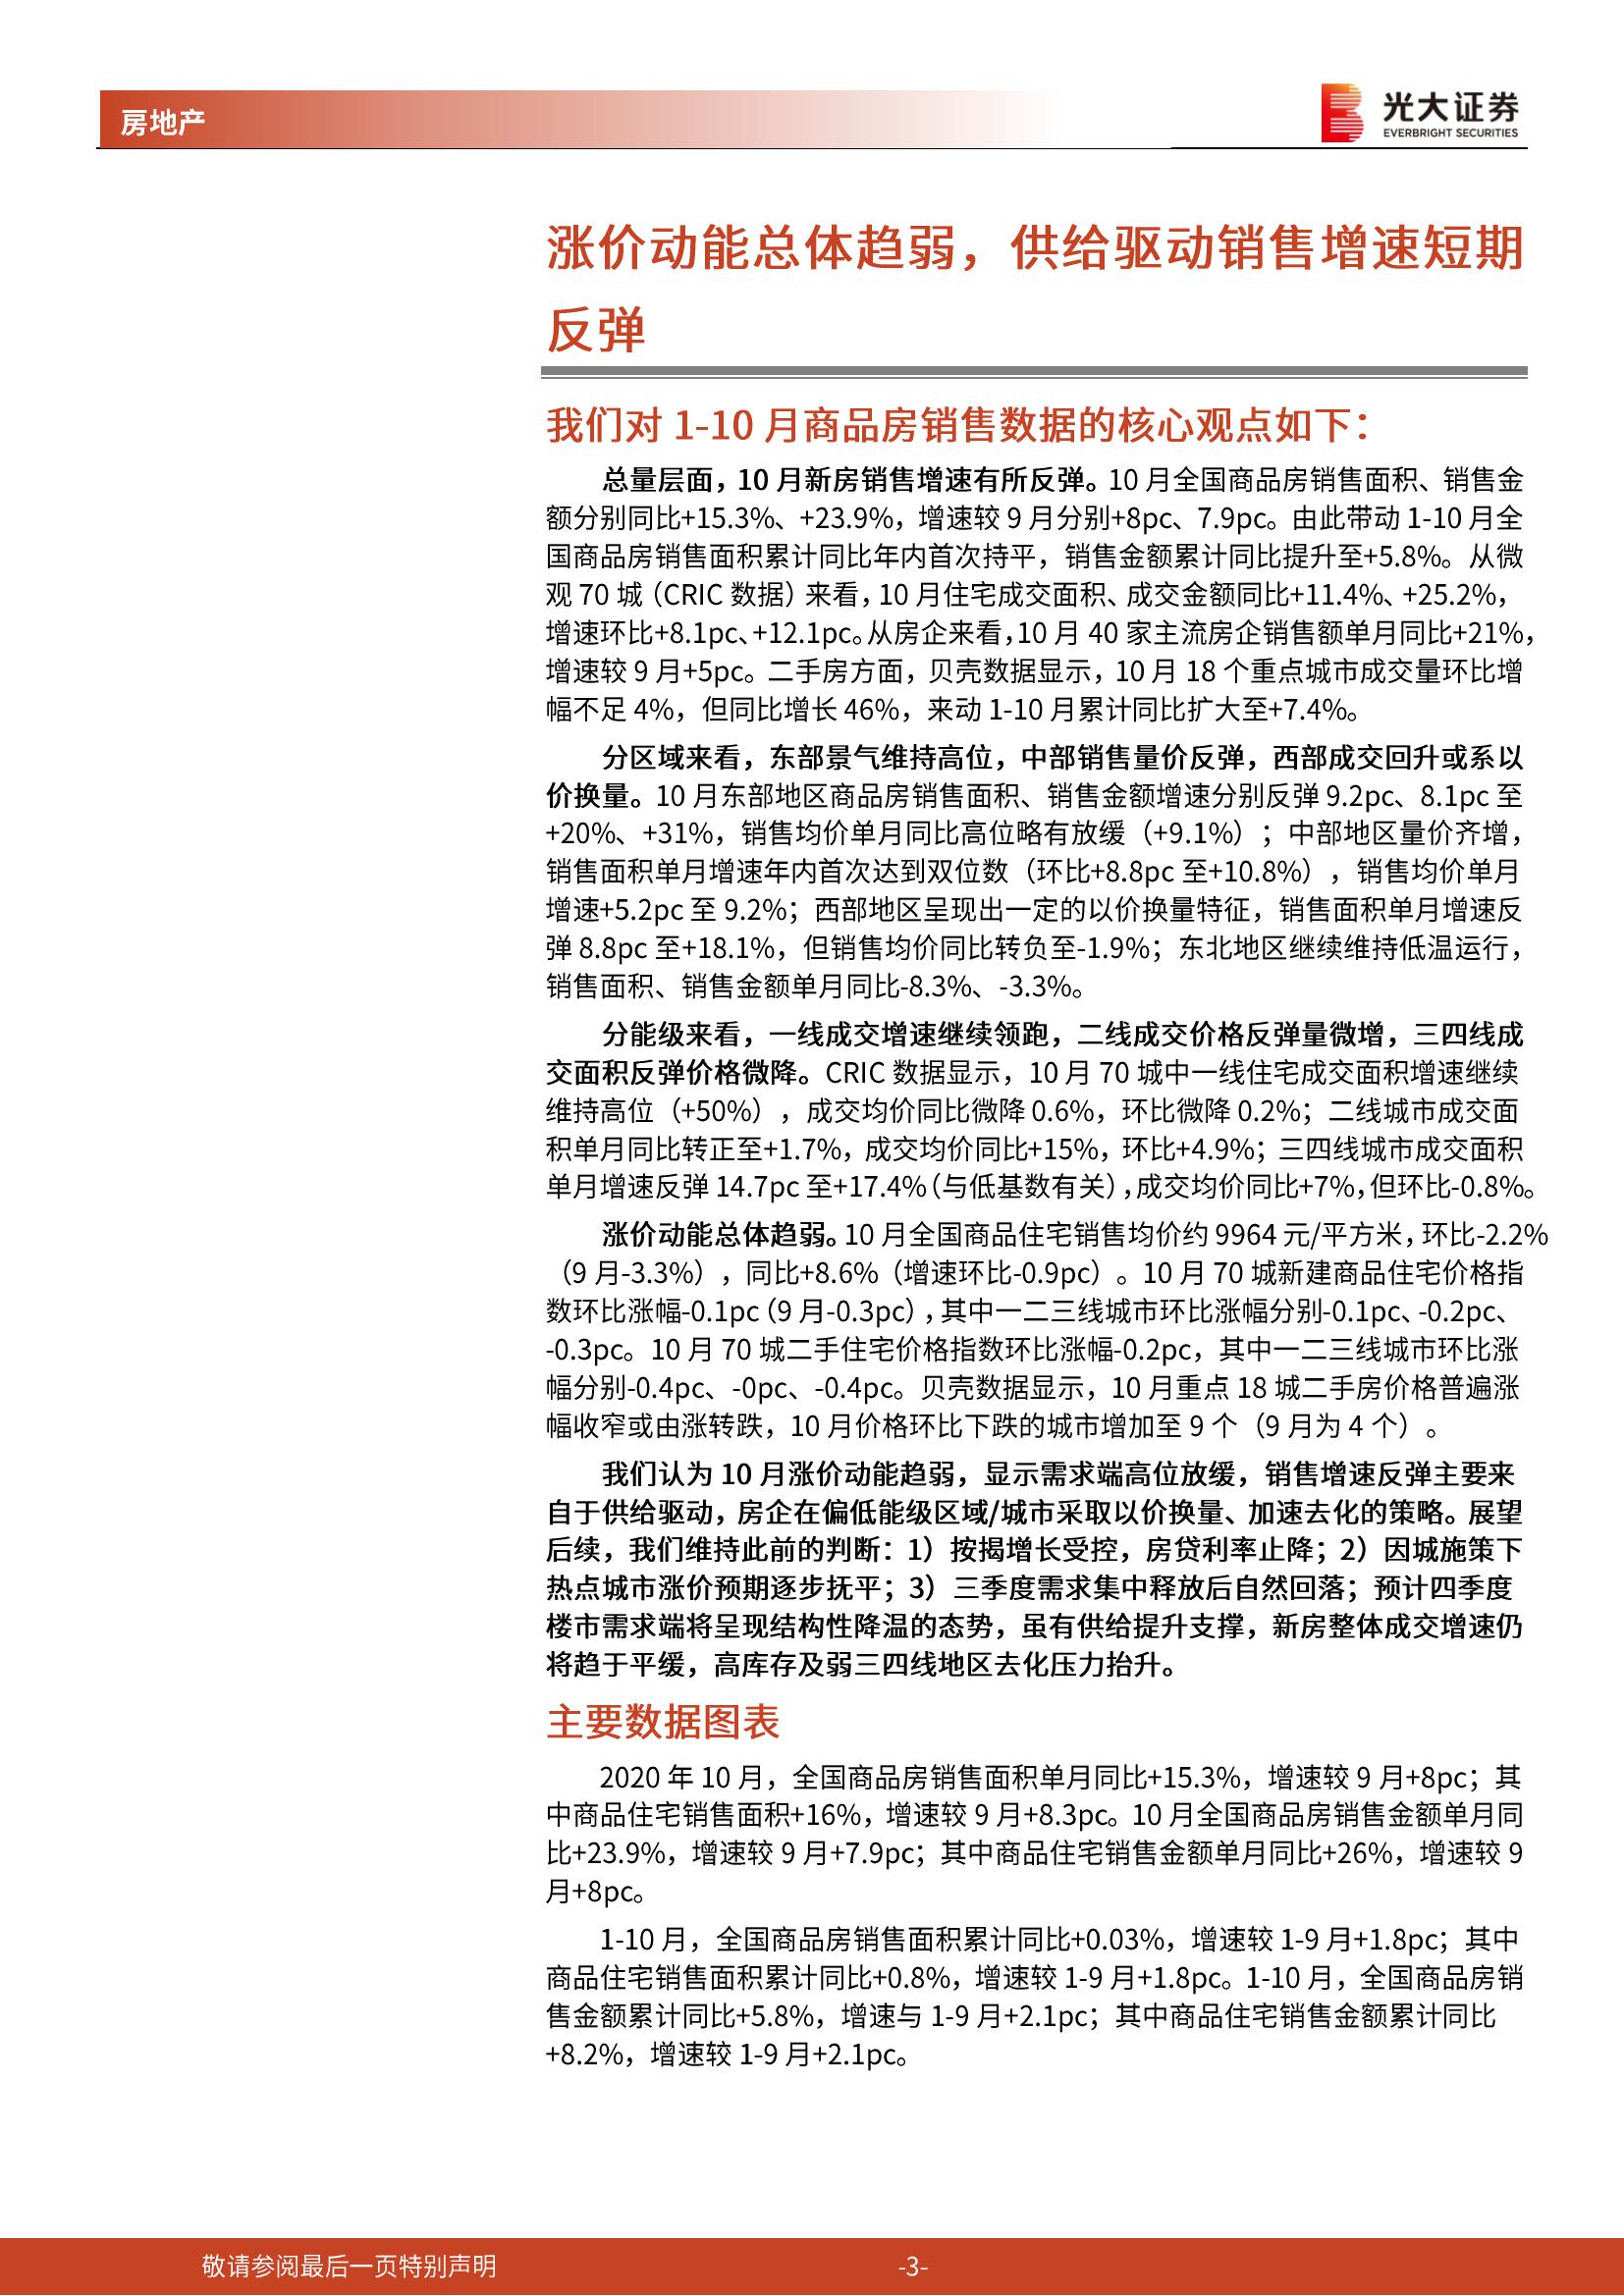 房地产
光大证券
EVERBRIGHT SECURITIES
涨价动能总体趋弱，供给驱动销售增速短期
反弹
我们对 1-10 月商品房销售数据的核心观点如下：
总量层面，10 月新房销售增速有所反弹。10 月全国商品房销售面积、销售金
额分别同比+15.3%、+23.9%，增速较 9 月分别+8pc、7.9pc。由此带动 1-10 月全
国商品房销售面积累计同比年内首次持平，销售金额累计同比提升至+5.8%。从微
观 70 城（CRIC 数据）来看，10 月住宅成交面积、成交金额同比+11.4%、+25.2%，
增速环比+8.1pc、+12.1pc。从房企来看，10 月 40 家主流房企销售额单月同比+21%，
增速较 9 月+5pc。二手房方面，贝壳数据显示，10 月 18 个重点城市成交量环比增
幅不足 4%，但同比增长 46%，来动 1-10 月累计同比扩大至+7.4%。
分区域来看，东部景气维持高位，中部销售量价反弹，西部成交回升或系以
价换量。10 月东部地区商品房销售面积、销售金额增速分别反弹 9.2pc、8.1pc 至
+20%、+31%，销售均价单月同比高位略有放缓（+9.1%）；中部地区量价齐增，
销售面积单月增速年内首次达到双位数（环比+8.8pc 至+10.8%），销售均价单月
增速+5.2pc 至 9.2%；西部地区呈现出一定的以价换量特征，销售面积单月增速反
弹 8.8pc 至+18.1%，但销售均价同比转负至-1.9%；东北地区继续维持低温运行，
销售面积、销售金额单月同比-8.3%、-3.3%。
分能级来看，一线成交增速继续领跑，二线成交价格反弹量微增，三四线成
交面积反弹价格微降。CRIC 数据显示，10 月 70 城中一线住宅成交面积增速继续
维持高位（+50%），成交均价同比微降 0.6%，环比微降 0.2%；二线城市成交面
积单月同比转正至+1.7%，成交均价同比+15%，环比+4.9%；三四线城市成交面积
单月增速反弹 14.7pc 至+17.4%（与低基数有关），成交均价同比+7%，但环比-0.8%。
涨价动能总体趋弱。10 月全国商品住宅销售均价约 9964 元/平方米，环比-2.2%
（9 月-3.3%），同比+8.6%（增速环比-0.9pc）。10 月 70 城新建商品住宅价格指
数环比涨幅-0.1pc（9 月-0.3pc），其中一二三线城市环比涨幅分别-0.1pc、-0.2pc、
-0.3pc。10 月 70 城二手住宅价格指数环比涨幅-0.2pc，其中一二三线城市环比涨
幅分别-0.4pc、-0pc、-0.4pc。贝壳数据显示，10 月重点 18 城二手房价格普遍涨
幅收窄或由涨转跌，10 月价格环比下跌的城市增加至 9 个（9 月为 4 个）。
我们认为 10 月涨价动能趋弱，显示需求端高位放缓，销售增速反弹主要来
自于供给驱动，房企在偏低能级区域/城市采取以价换量、加速去化的策略。展望
后续，我们维持此前的判断：1）按揭增长受控，房贷利率止降；2）因城施策下
热点城市涨价预期逐步抚平；3）三季度需求集中释放后自然回落；预计四季度
楼市需求端将呈现结构性降温的态势，虽有供给提升支撑，新房整体成交增速仍
将趋于平缓，高库存及弱三四线地区去化压力抬升。
主要数据图表
2020 年 10 月，全国商品房销售面积单月同比+15.3%，增速较 9 月+8pc；其
中商品住宅销售面积+16%，增速较 9 月+8.3pc。10 月全国商品房销售金额单月同
比+23.9%，增速较 9 月+7.9pc；其中商品住宅销售金额单月同比+26%，增速较 9
月+8pc。
1-10 月，全国商品房销售面积累计同比+0.03%，增速较 1-9 月+1.8pc；其中
商品住宅销售面积累计同比+0.8%，增速较 1-9 月+1.8pc。1-10 月，全国商品房销
售金额累计同比+5.8%，增速与 1-9 月+2.1pc；其中商品住宅销售金额累计同比
+8.2%，增速较 1-9 月+2.1pc。
敬请参阅最后一页特别声明
-3-